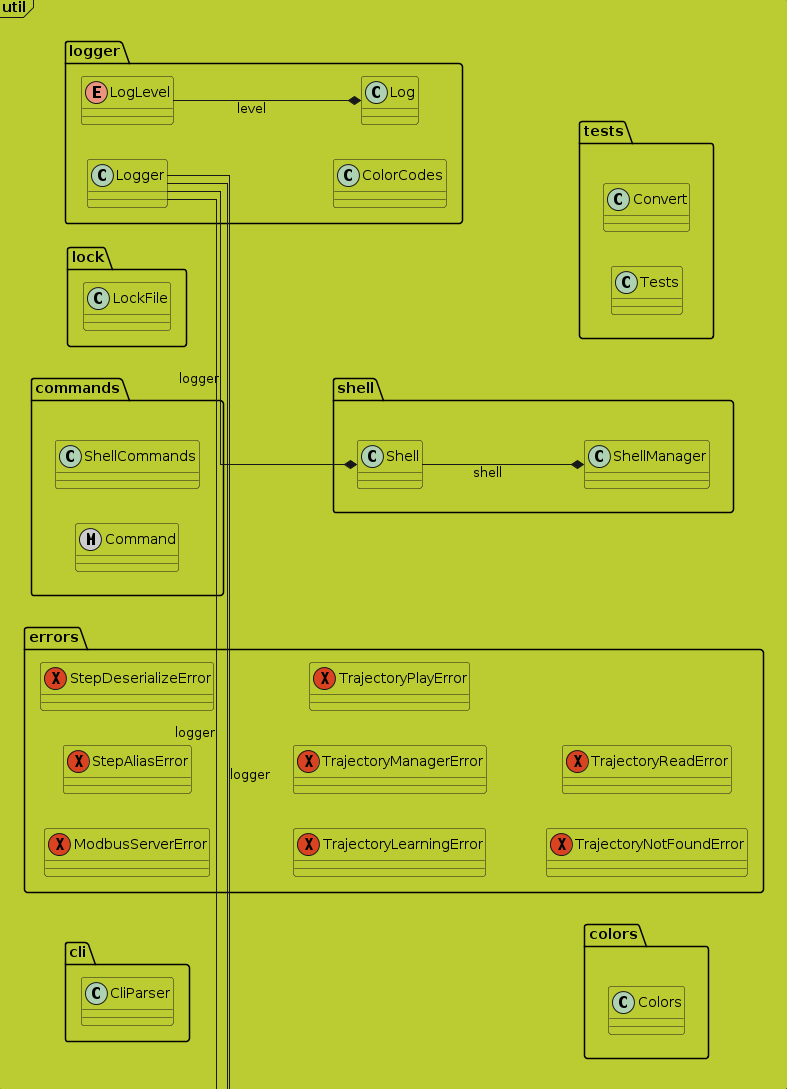 util
logger
E LogLevel
level
C Log
C Logger
C ColorCodes
tests
C Convert
C Tests
lock
C LockFile
logger
commands
C ShellCommands
M Command
shell
C Shell
shell
C ShellManager
errors
X StepDeserializeError
X TrajectoryPlayError
logger
X StepAliasError
X TrajectoryManagerError
X TrajectoryReadError
logger
X ModbusServerError
X TrajectoryLearningError
X TrajectoryNotFoundError
cli
C CliParser
colors
C Colors